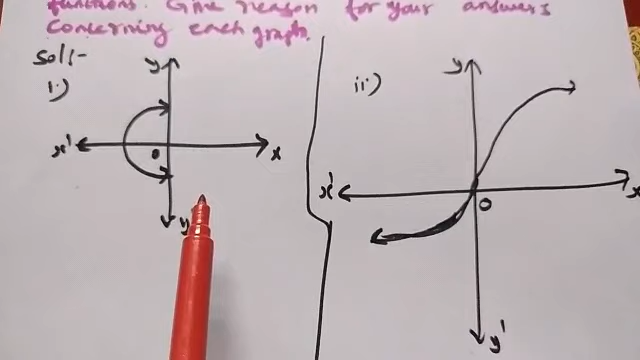 functions. Give reason for your answers
concerning each graph.
Sol:-
i)
y
x'
x
o
y'
ii)
y
x'
x
o
y'